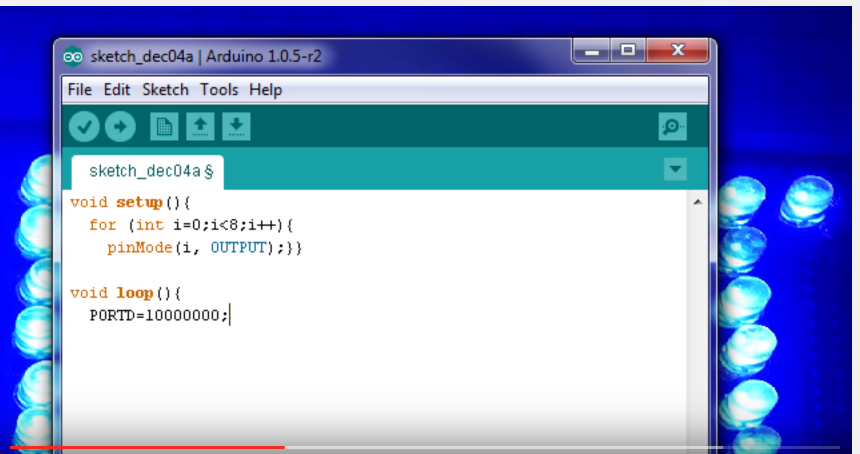 sketch_dec04a | Arduino 1.0.5-r2
File Edit Sketch Tools Help
sketch_dec04a §
void setup(){
  for (int i=0;i<8;i++){
    pinMode(i, OUTPUT);}}

void loop(){
  PORTD=10000000;